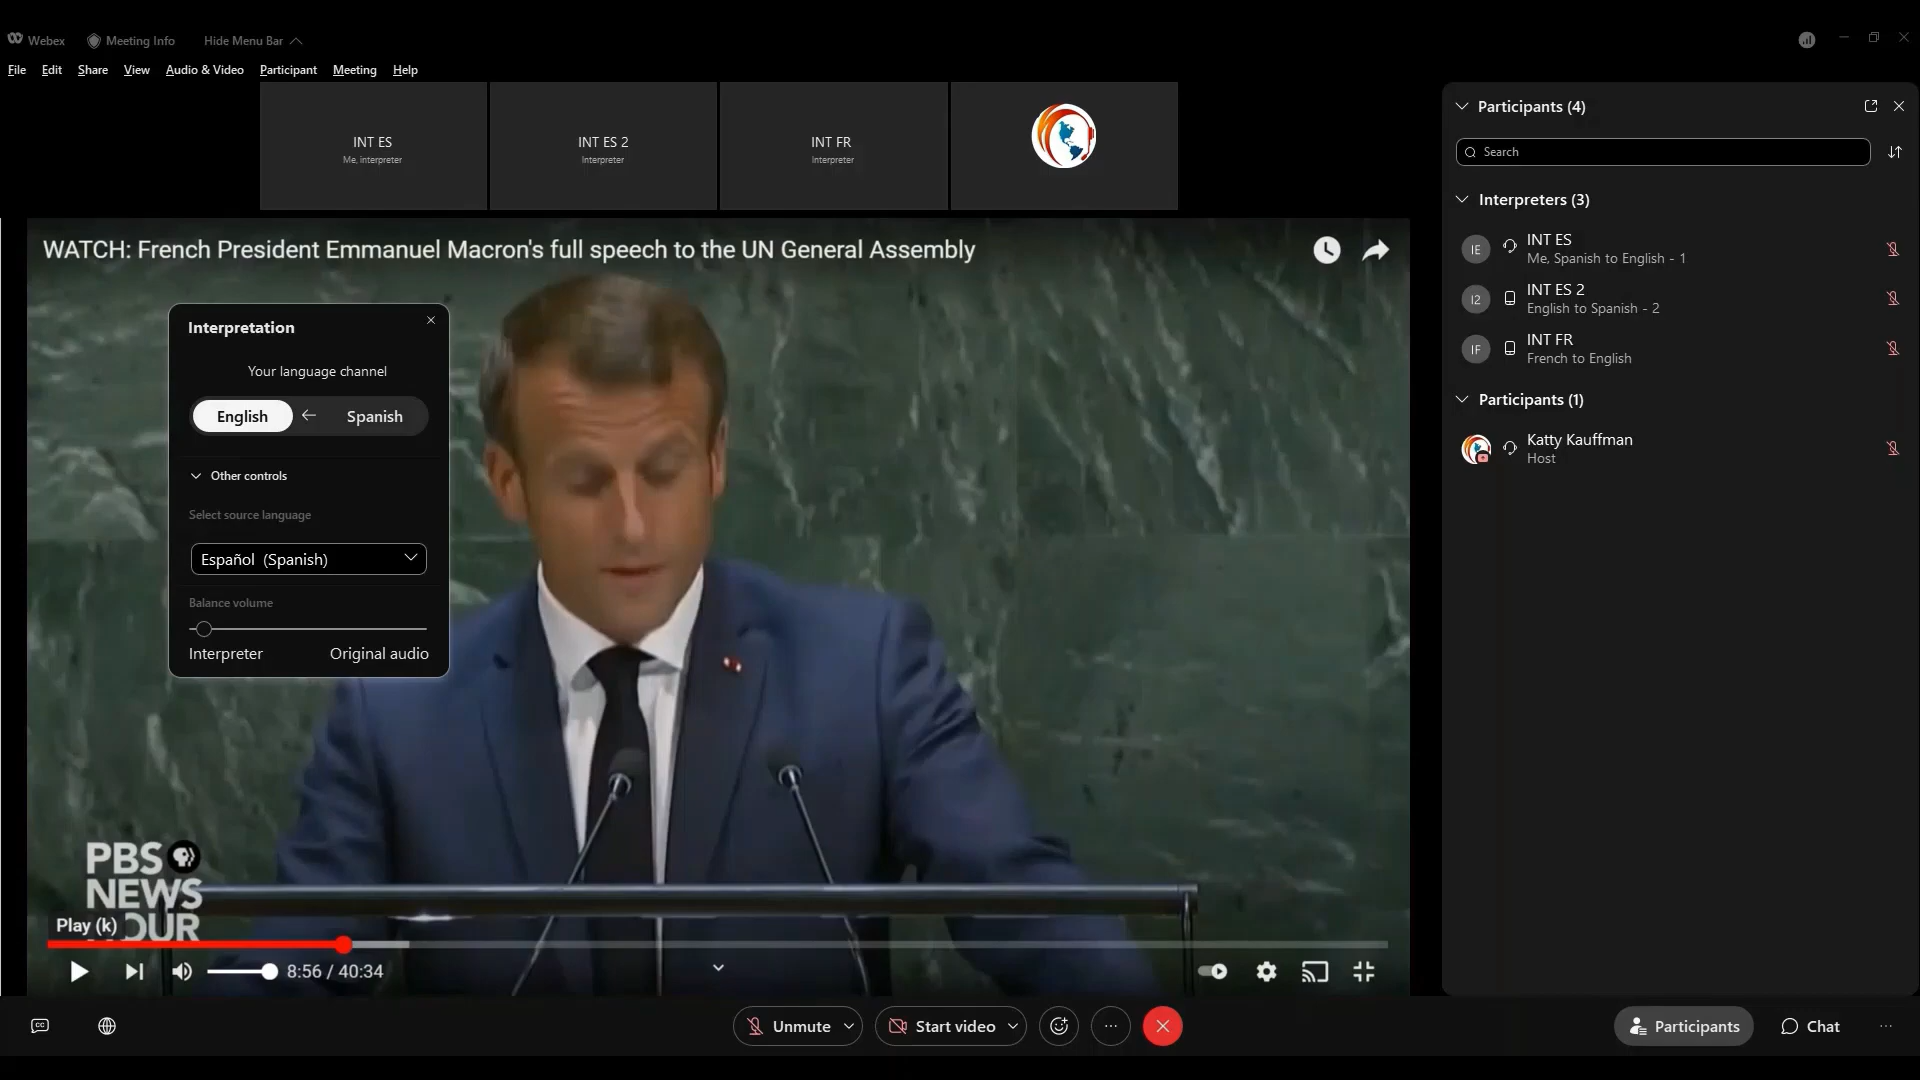 Webex
Meeting Info
Hide Menu Bar
File
Edit
Share
View
Audio & Video
Participant
Meeting
Help
INT ES
Me, interpreter
INT ES 2
Interpreter
INT FR
Interpreter
WATCH: French President Emmanuel Macron's full speech to the UN General Assembly
Interpretation
Your language channel
English
Spanish
Other controls
Select source language
Español (Spanish)
Balance volume
Interpreter
Original audio
PBS
NEWS
HOUR
Play (k)
8:56 / 40:34
Participants (4)
Search
Interpreters (3)
IE
INT ES
Me, Spanish to English - 1
I2
INT ES 2
English to Spanish - 2
IF
INT FR
French to English
Participants (1)
Katty Kauffman
Host
CC
Unmute
Start video
Participants
Chat